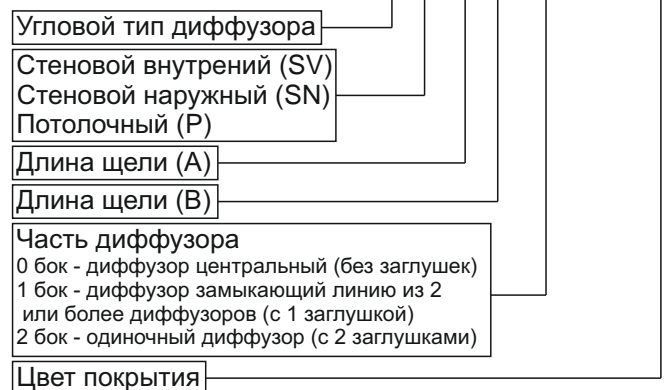 Угловой тип диффузора
Стеновой внутрений (SV)
Стеновой наружный (SN)
Потолочный (P)
Длина щели (A)
Длина щели (B)
Часть диффузора
0 бок - диффузор центральный (без заглушек)
1 бок - диффузор замыкающий линию из 2
или более диффузоров (с 1 заглушкой)
2 бок - одиночный диффузор (с 2 заглушками)
Цвет покрытия